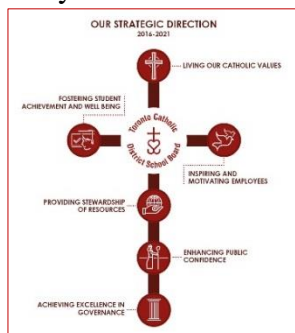 OUR STRATEGIC DIRECTION
2016-2021
LIVING OUR CATHOLIC VALUES
FOSTERING STUDENT
ACHIEVEMENT AND WELL BEING
Toronto Catholic
District School Board
INSPIRING AND
MOTIVATING EMPLOYEES
PROVIDING STEWARDSHIP
OF RESOURCES
ENHANCING PUBLIC
CONFIDENCE
ACHIEVING EXCELLENCE IN
GOVERNANCE